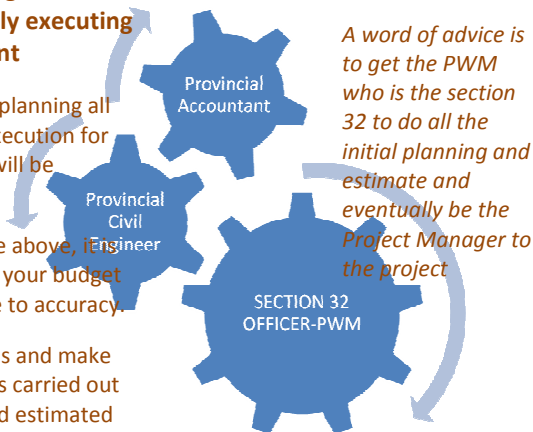 ly executing
nt
planning all
xecution for
will be
e above, it is
your budget
e to accuracy.
s and make
s carried out
d estimated
Provincial
Accountant
Provincial
Civil
Engineer
SECTION 32
OFFICER-PWM
A word of advice is
to get the PWM
who is the section
32 to do all the
initial planning and
estimate and
eventually be the
Project Manager to
the project